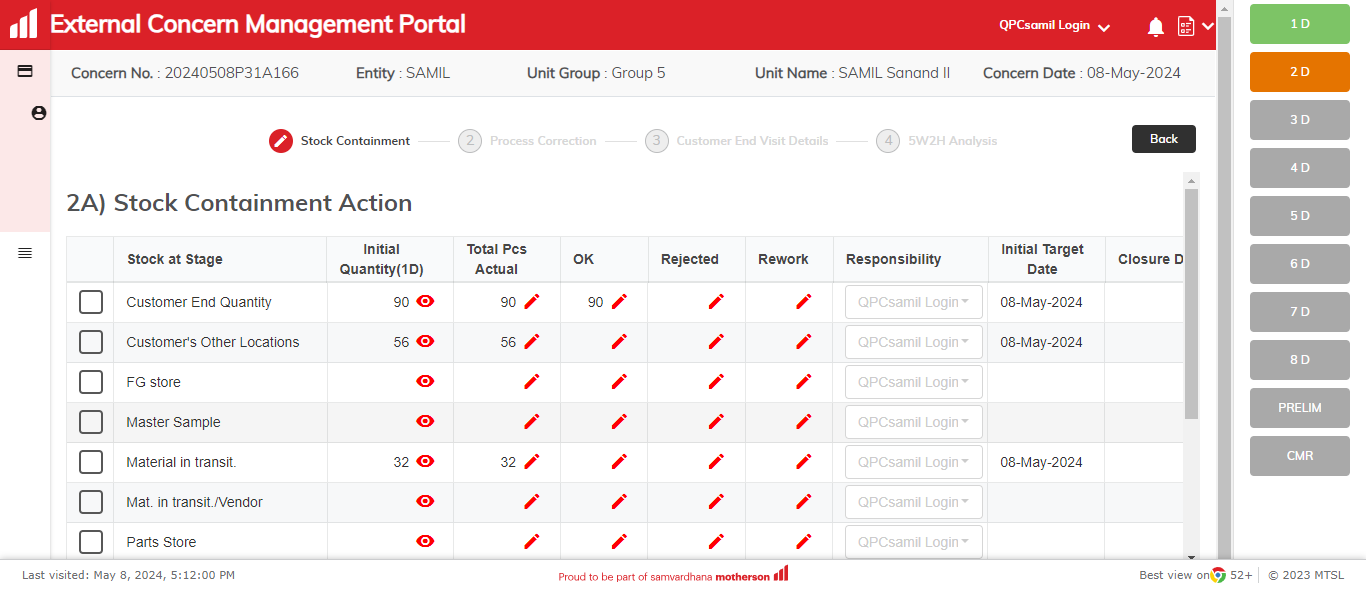 External Concern Management Portal
QPCsamil Login
Concern No. : 20240508P31A166 Entity : SAMIL Unit Group : Group 5 Unit Name : SAMIL Sanand II Concern Date : 08-May-2024
Stock Containment 2 Process Correction 3 Customer End Visit Details 4 5W2H Analysis Back
2A) Stock Containment Action
Stock at Stage Initial Quantity(1D) Total Pcs Actual OK Rejected Rework Responsibility Initial Target Date Closure D
Customer End Quantity 90 90 90 QPCsamil Login 08-May-2024
Customer's Other Locations 56 56 QPCsamil Login 08-May-2024
FG store QPCsamil Login
Master Sample QPCsamil Login
Material in transit. 32 32 QPCsamil Login 08-May-2024
Mat. in transit./Vendor QPCsamil Login
Parts Store QPCsamil Login
1 D
2 D
3 D
4 D
5 D
6 D
7 D
8 D
PRELIM
CMR
Last visited: May 8, 2024, 5:12:00 PM Proud to be part of samvardhana motherson Best view on 52+ © 2023 MTSL